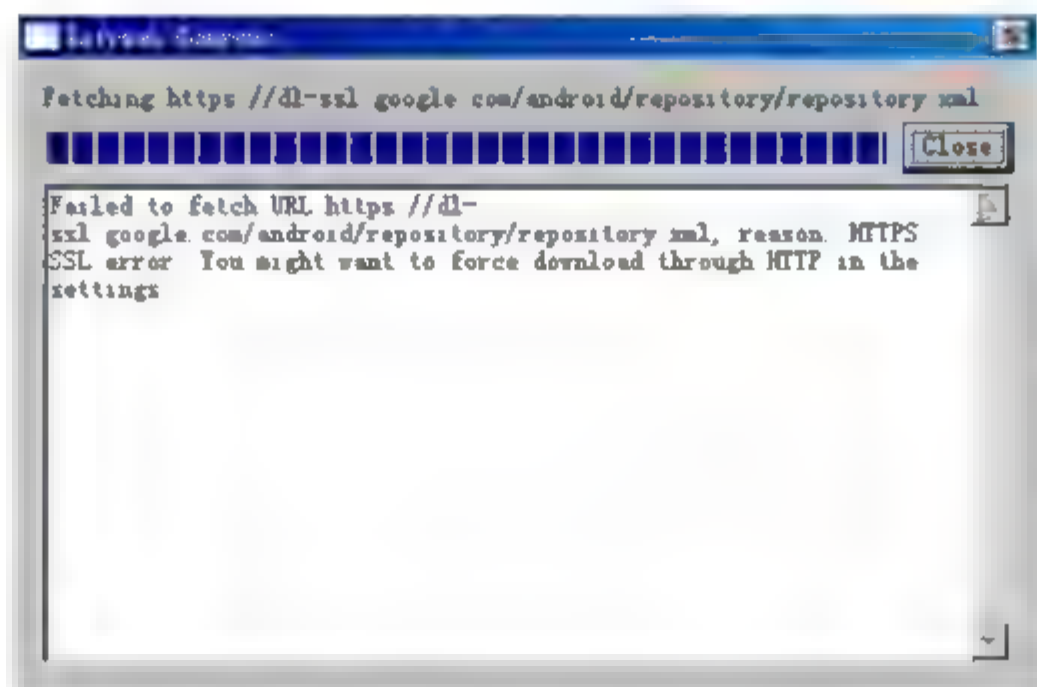 Fetching https //dl-ssl google com/android/repository/repository xml
Close
Failed to fetch URL https //dl-
ssl google.com/android/repository/repository xml, reason. HTTPS
SSL error You might want to force download through HTTP in the
settings